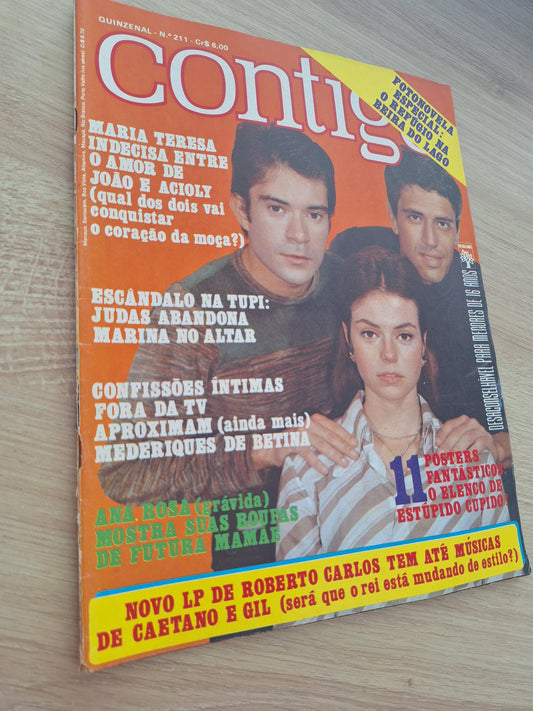 QUINZENAL - N.º 211 - Cr$ 6,00
contig
FOTONOVELA
ESPECIAL:
O REFÚGIO NA
BEIRA DO LAGO
MARIA TERESA
INDECISA ENTRE
O AMOR DE
JOÃO E ACIOLY
(qual dos dois vai
conquistar
o coração da moça?)
ESCÂNDALO NA TUPI:
JUDAS ABANDONA
MARINA NO ALTAR
CONFISSÕES ÍNTIMAS
FORA DA TV
APROXIMAM (ainda mais)
MEDERIQUES DE BETINA
ANA ROSA (grávida)
MOSTRA SUAS ROUPAS
DE FUTURA MAMÃE
DESACONSELHÁVEL PARA MENORES DE 16 ANOS
11 PÔSTERS
FANTÁSTICOS:
O ELENCO DE
ESTÚPIDO CUPIDO!
NOVO LP DE ROBERTO CARLOS TEM ATÉ MÚSICAS
DE CAETANO E GIL (será que o rei está mudando de estilo?)